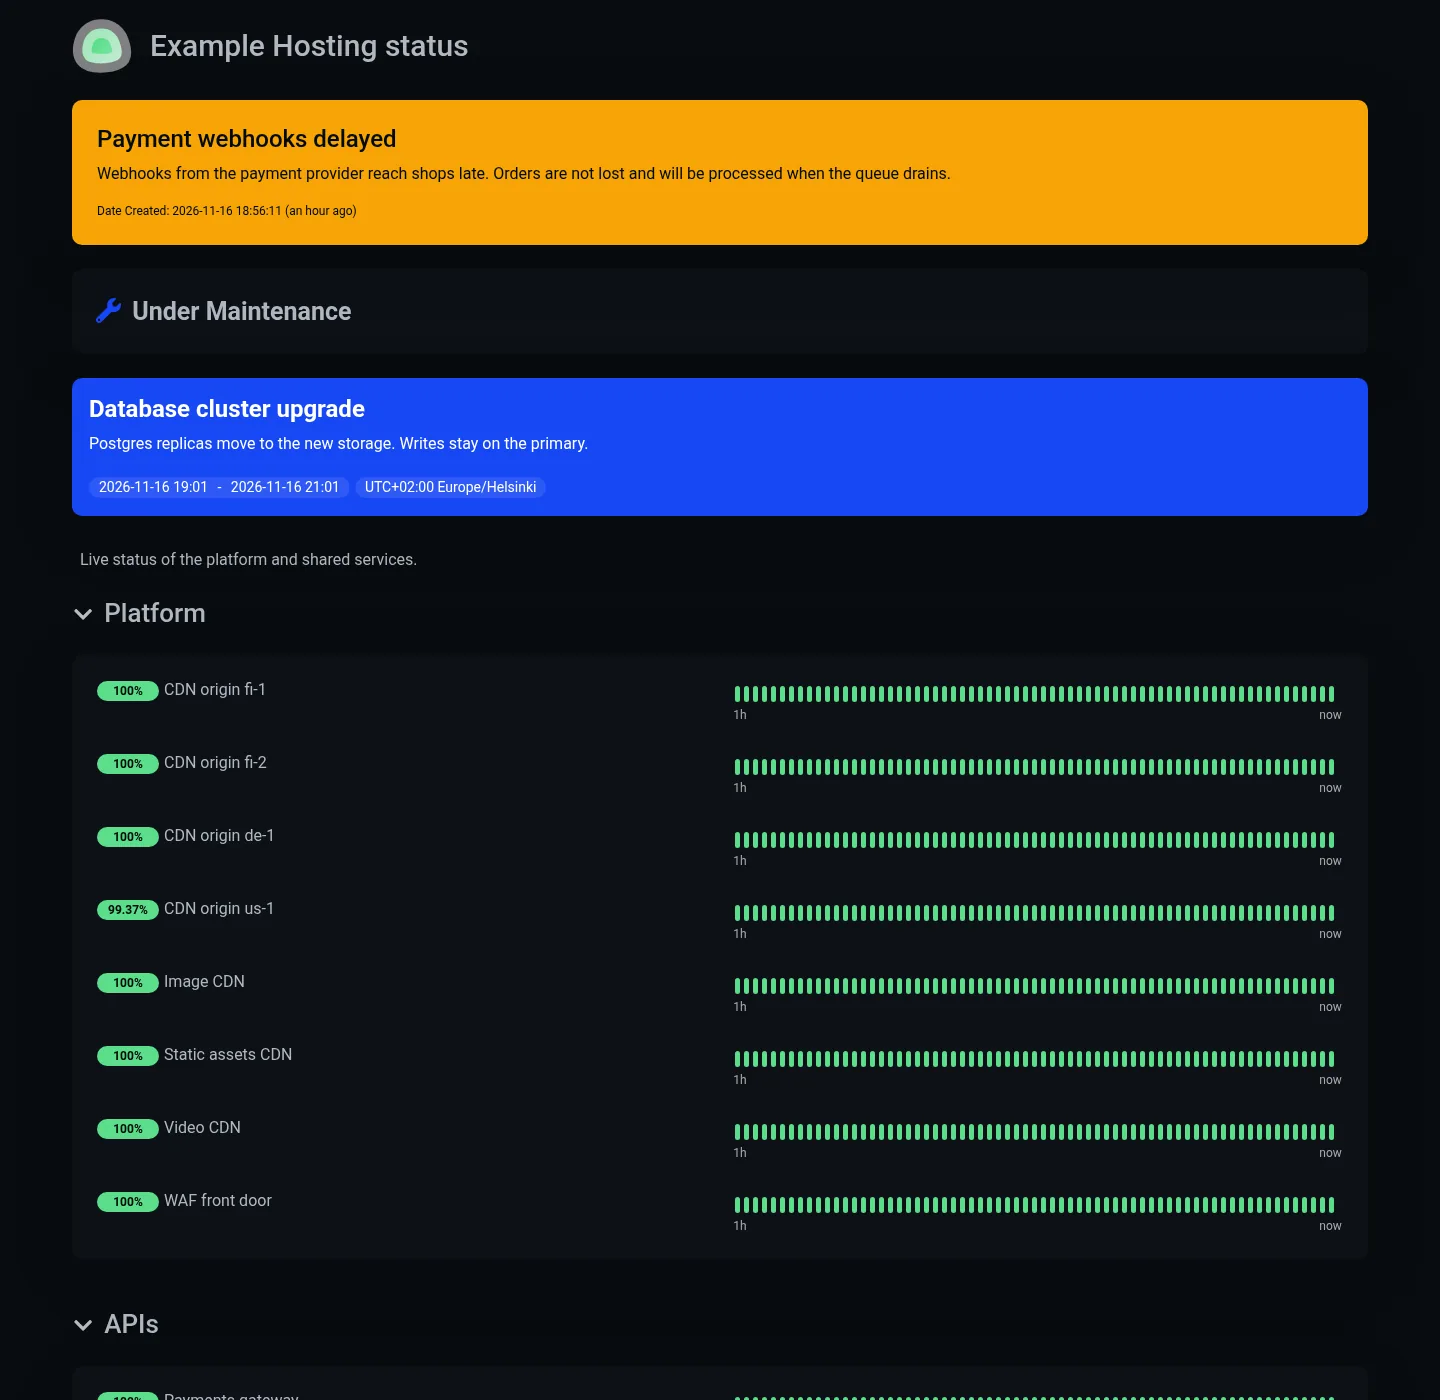 Example Hosting status
Payment webhooks delayed
Webhooks from the payment provider reach shops late. Orders are not lost and will be processed when the queue drains.
Date Created: 2026-11-16 18:56:11 (an hour ago)
Under Maintenance
Database cluster upgrade
Postgres replicas move to the new storage. Writes stay on the primary.
2026-11-16 19:01 - 2026-11-16 21:01 UTC+02:00 Europe/Helsinki
Live status of the platform and shared services.
Platform
100% CDN origin fi-1
1h now
100% CDN origin fi-2
1h now
100% CDN origin de-1
1h now
99.37% CDN origin us-1
1h now
100% Image CDN
1h now
100% Static assets CDN
1h now
100% Video CDN
1h now
100% WAF front door
1h now
APIs
100% Payments gateway